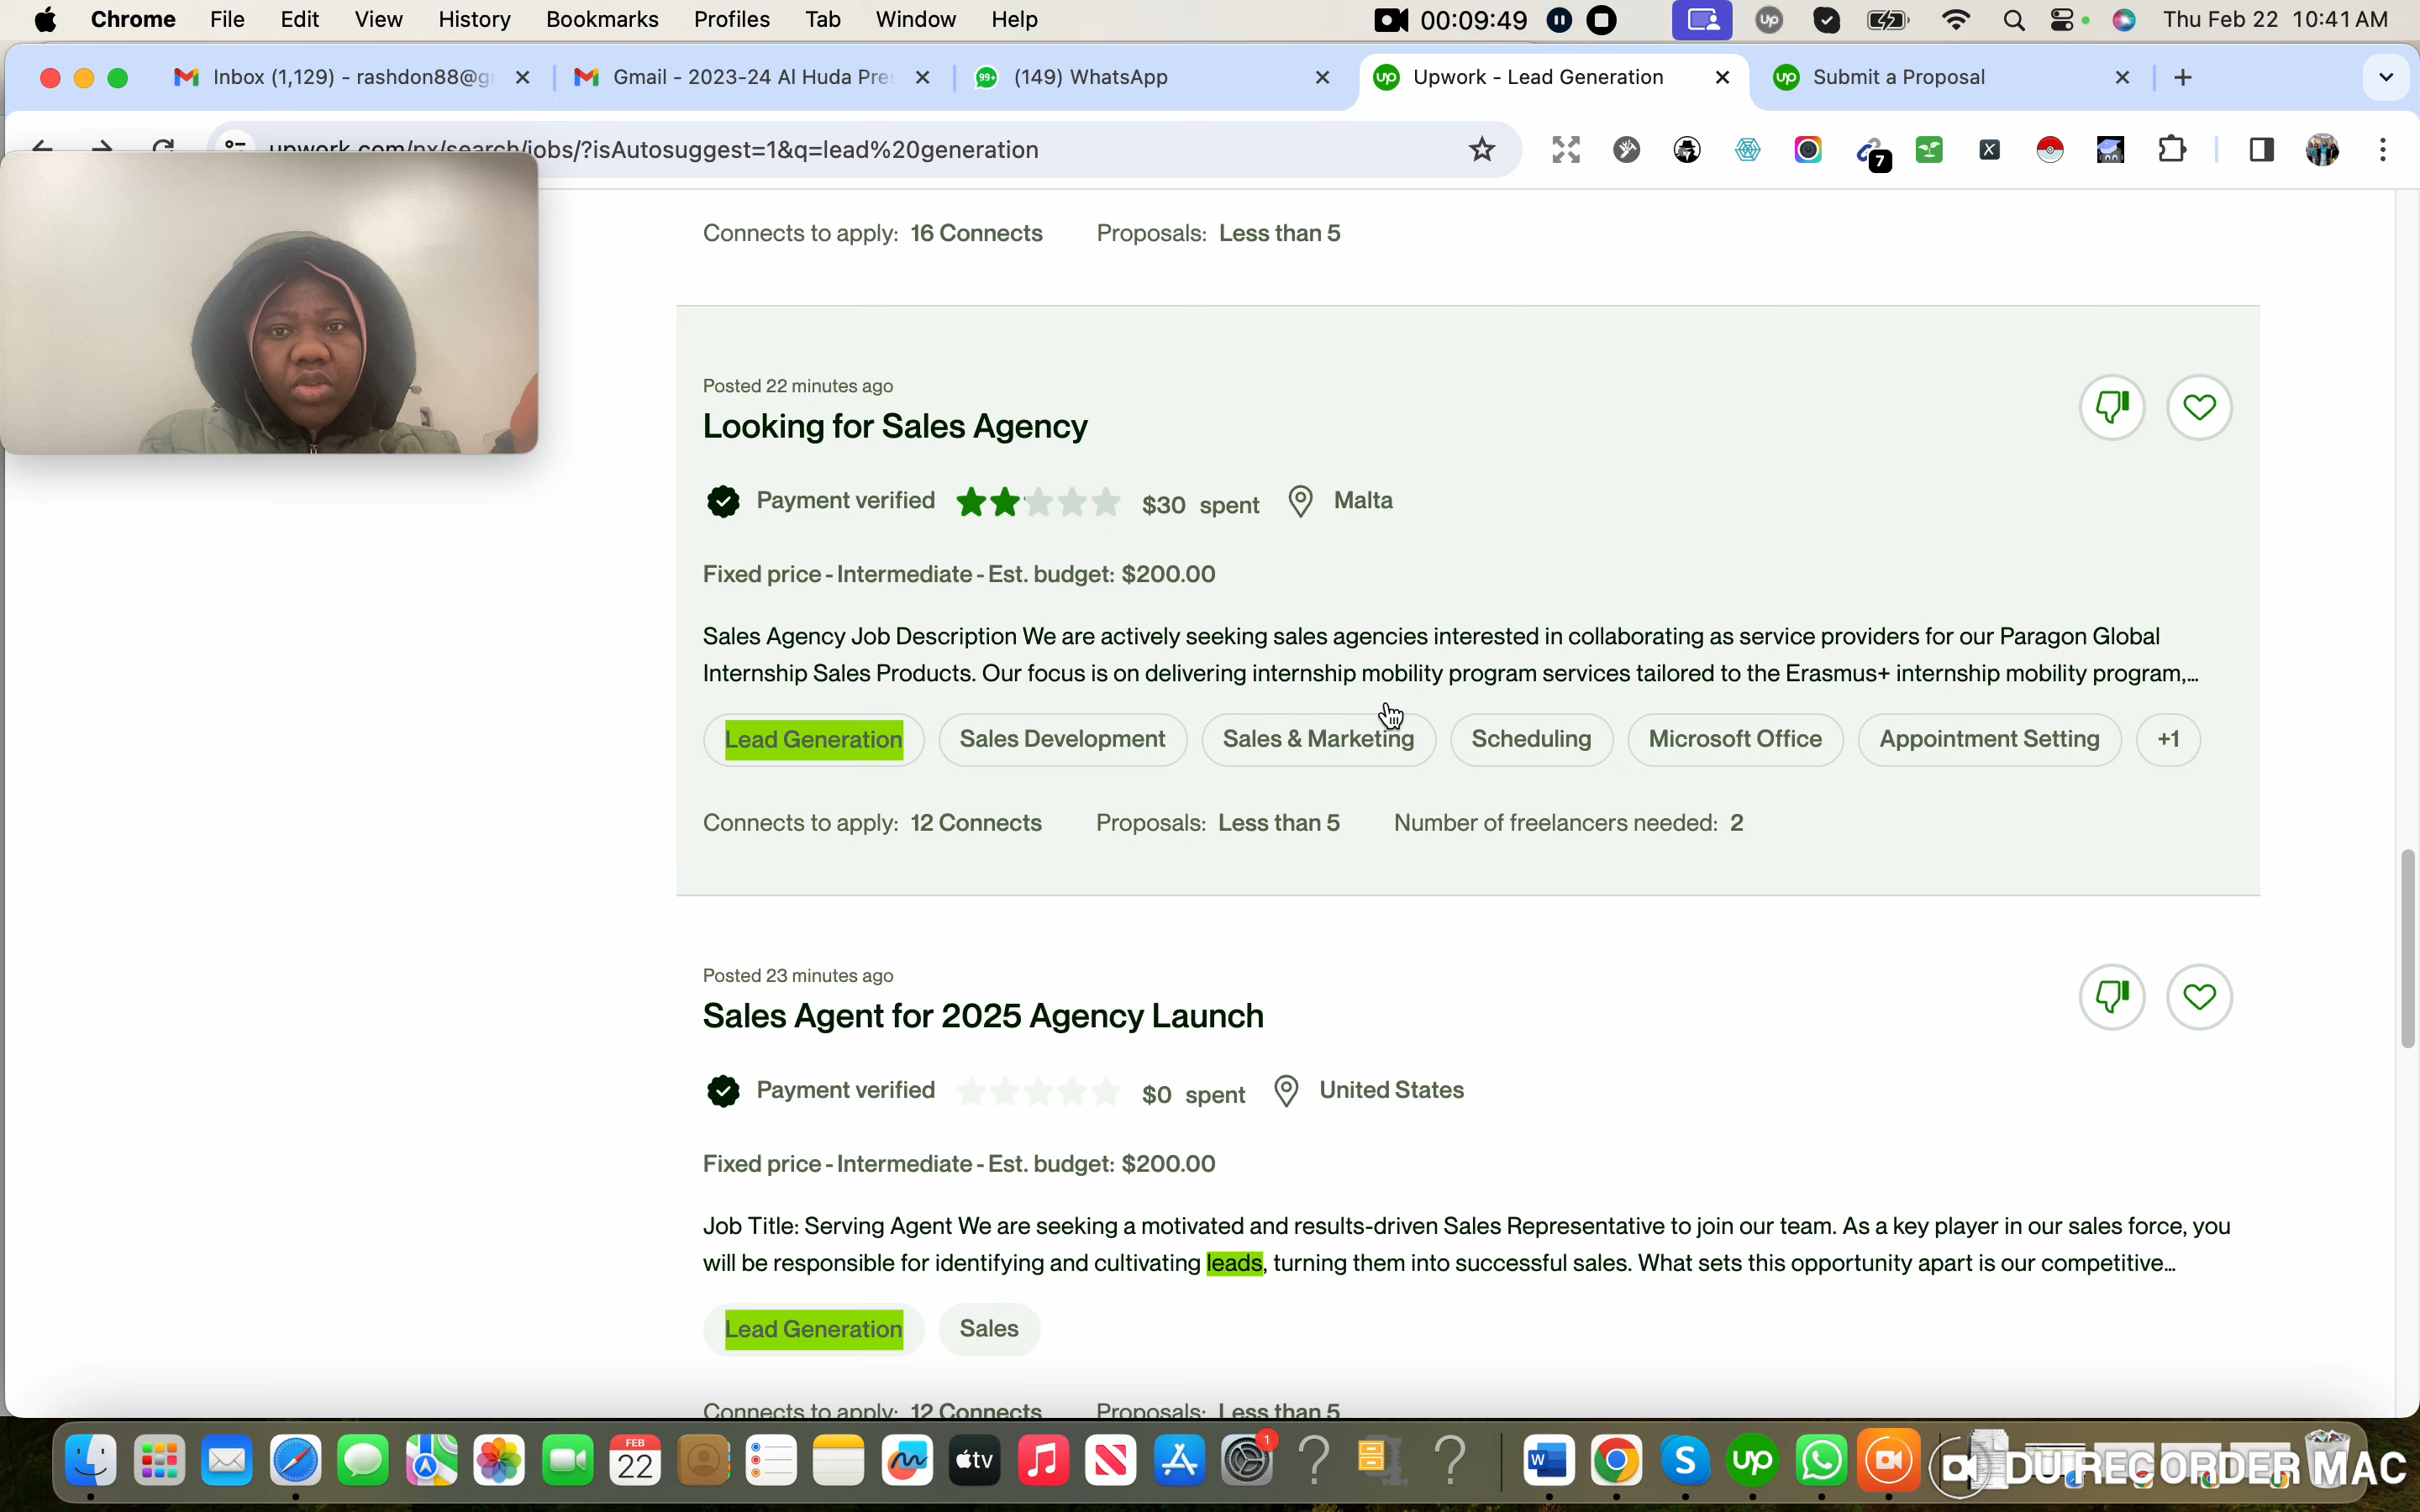 Chrome File Edit View History Bookmarks Profiles Tab Window Help 00:09:49 up Thu Feb 22 10:41 AM
Inbox (1,129) - rashdon88@g
Gmail - 2023-24 Al Huda Pre
99+ (149) WhatsApp
up Upwork - Lead Generation
up Submit a Proposal
upwork.com/nx/search/jobs/?isAutosuggest=1&q=lead%20generation
7
X
Connects to apply: 16 Connects Proposals: Less than 5
Posted 22 minutes ago
Looking for Sales Agency
Payment verified $30 spent Malta
Fixed price - Intermediate - Est. budget: $200.00
Sales Agency Job Description We are actively seeking sales agencies interested in collaborating as service providers for our Paragon Global
Internship Sales Products. Our focus is on delivering internship mobility program services tailored to the Erasmus+ internship mobility program,...
Lead Generation Sales Development Sales & Marketing Scheduling Microsoft Office Appointment Setting +1
Connects to apply: 12 Connects Proposals: Less than 5 Number of freelancers needed: 2
Posted 23 minutes ago
Sales Agent for 2025 Agency Launch
Payment verified $0 spent United States
Fixed price - Intermediate - Est. budget: $200.00
Job Title: Serving Agent We are seeking a motivated and results-driven Sales Representative to join our team. As a key player in our sales force, you
will be responsible for identifying and cultivating leads, turning them into successful sales. What sets this opportunity apart is our competitive...
Lead Generation Sales
Connects to apply: 12 Connects Proposals: Less than 5
FEB
22
tv
1
W
S
up
DU RECORDER MAC